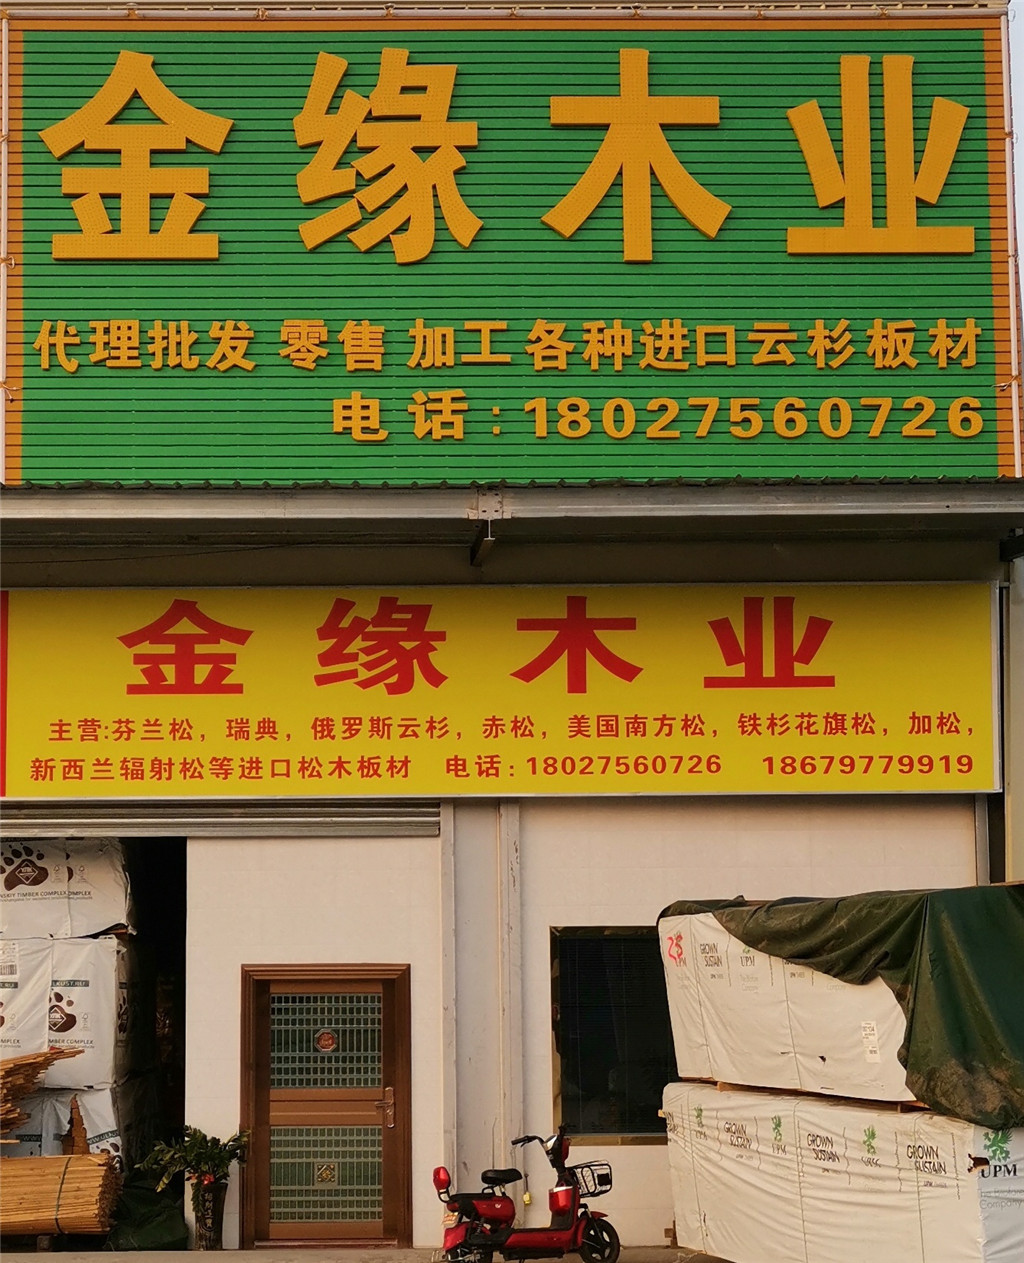 金缘木业
代理批发 零售 加工各种进口云杉板材
电话:18027560726
金缘木业
主营:芬兰松，瑞典，俄罗斯云杉，赤松，美国南方松，铁杉花旗松，加松，
新西兰辐射松等进口松木板材 电话:18027560726 18679779919
TIMBER COMPLEX
GROWN SUSTAIN
UPM
GROWN
SUSTAIN
GROWN
SUSTAIN
GROWN
SUSTAIN
UPM